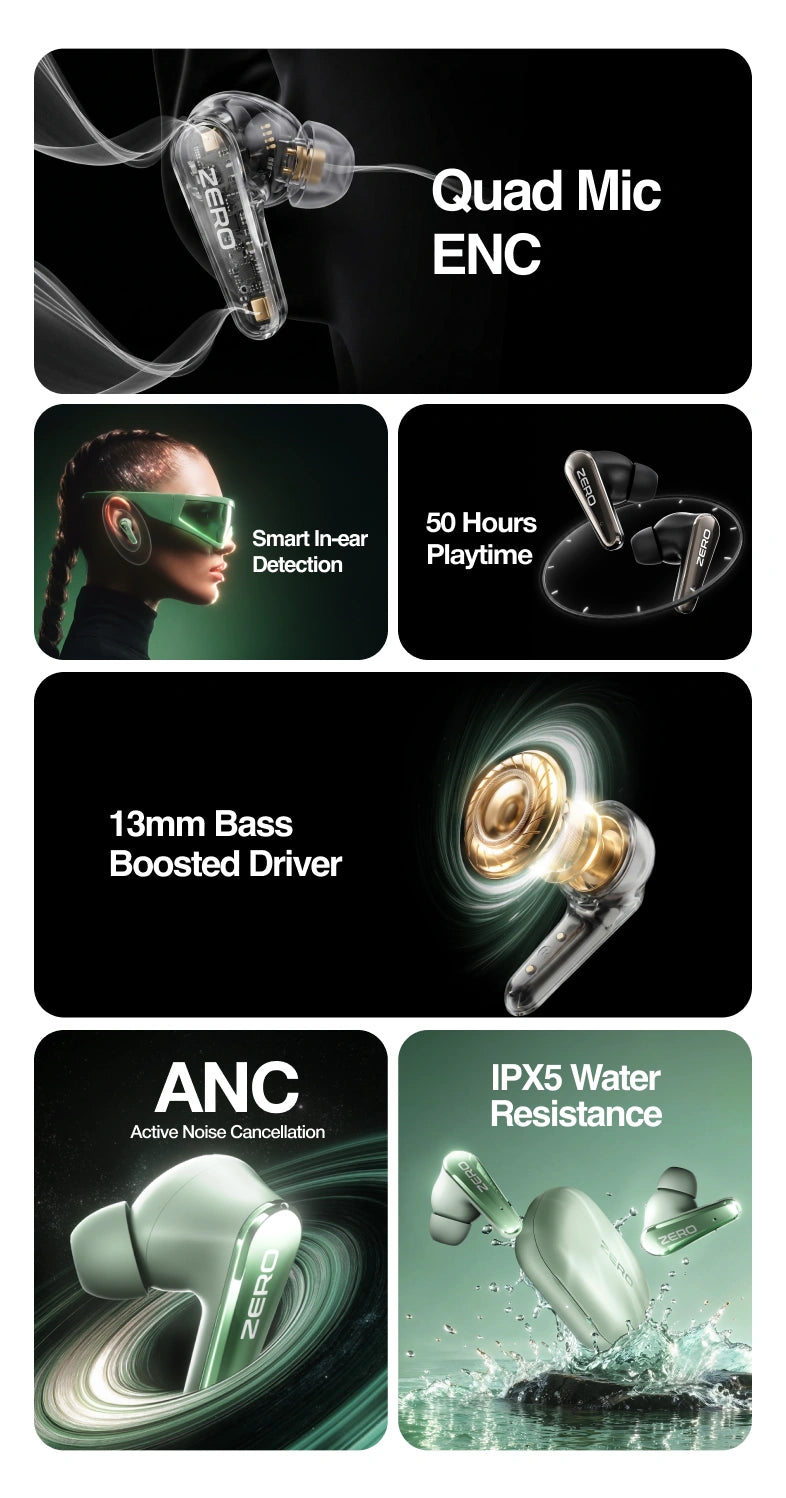 ZERO
Quad Mic
ENC
Smart In-ear
Detection
50 Hours
Playtime
ZERO
ZERO
13mm Bass
Boosted Driver
ANC
Active Noise Cancellation
ZERO
IPX5 Water
Resistance
ZERO
ZERO
ZERO